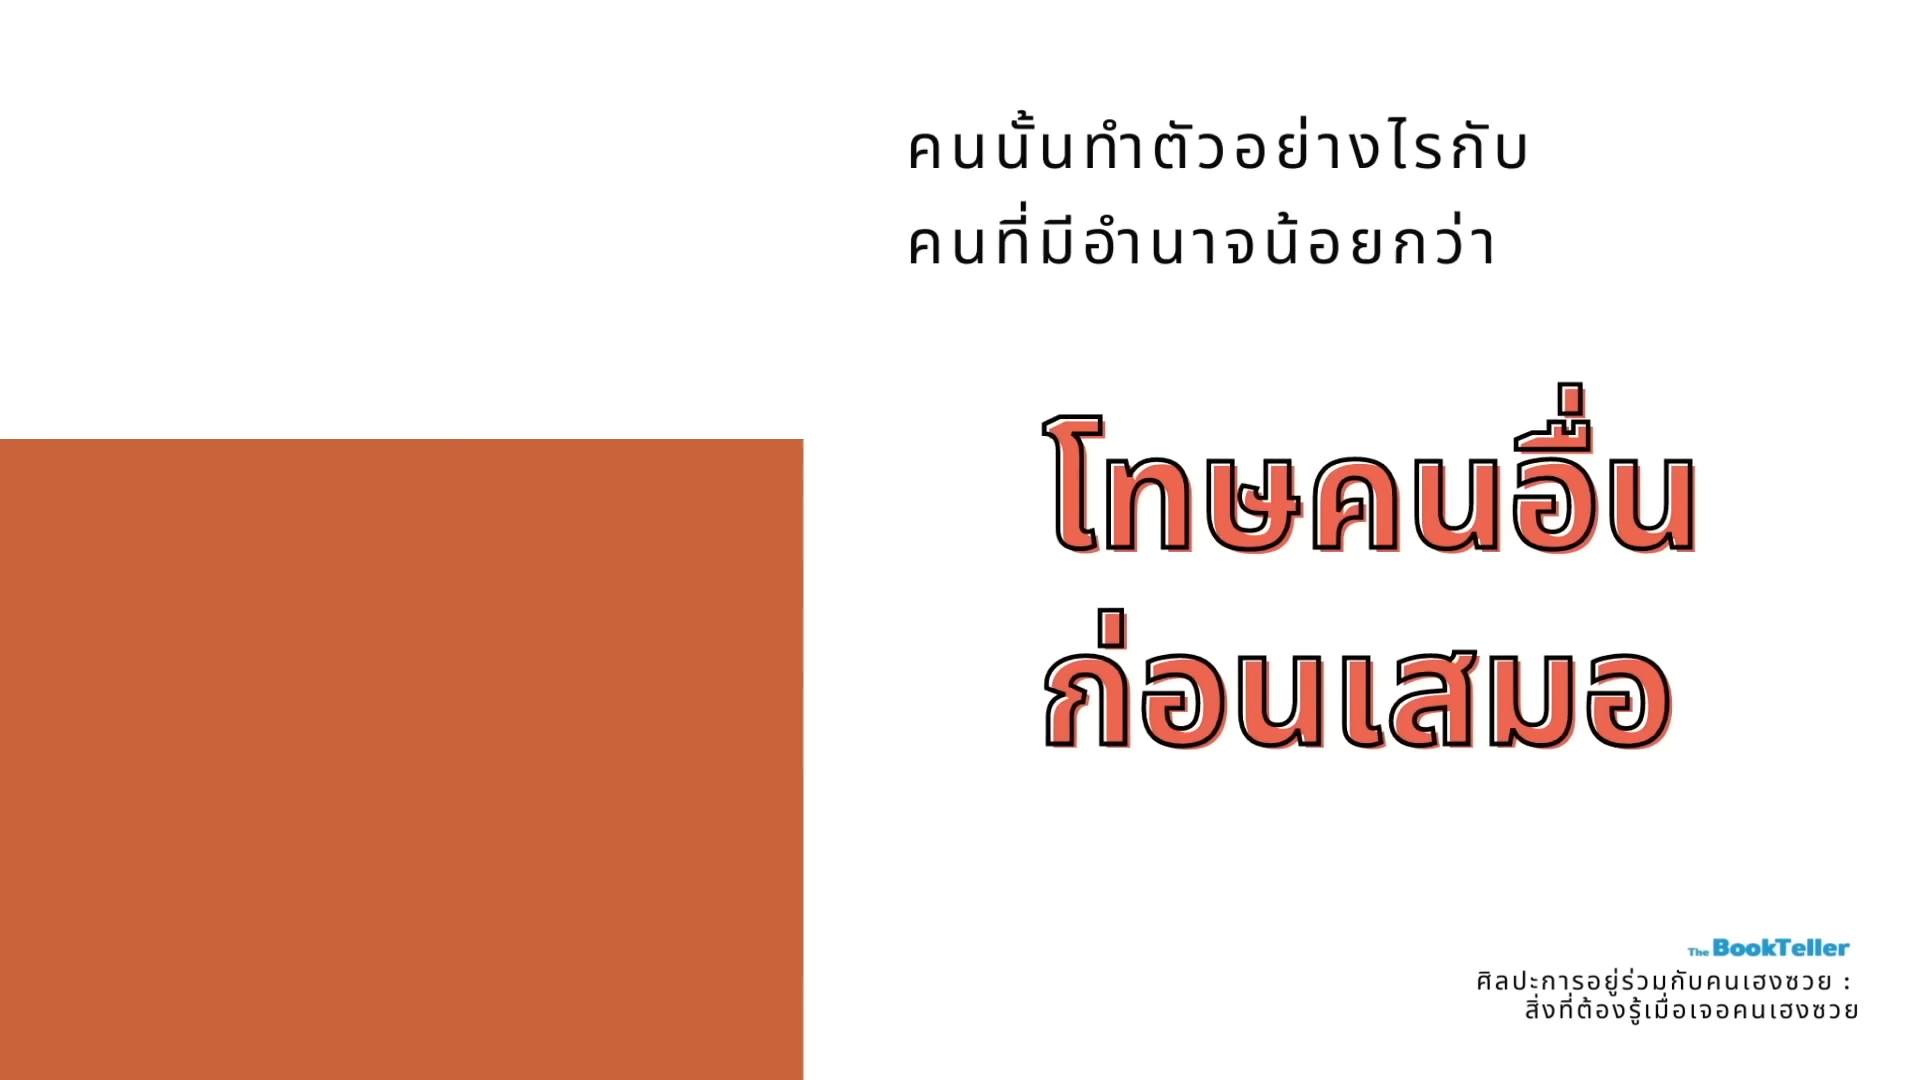 คนนั้นทำตัวอย่างไรกับ
คนที่มีอำนาจน้อยกว่า
โทษคนอื่น
ก่อนเสมอ
The BookTeller
ศิลปะการอยู่ร่วมกับคนเฮงซวย :
สิ่งที่ต้องรู้เมื่อเจอคนเฮงซวย